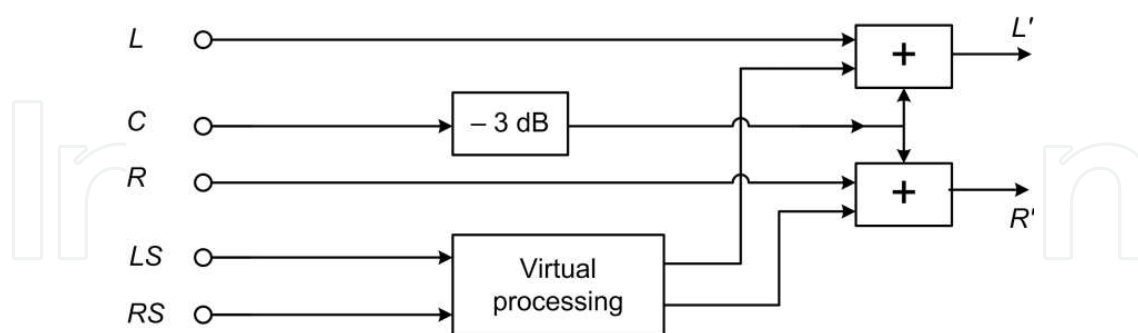 L
L'
+
C
– 3 dB
R
+
R'
LS
Virtual
processing
RS